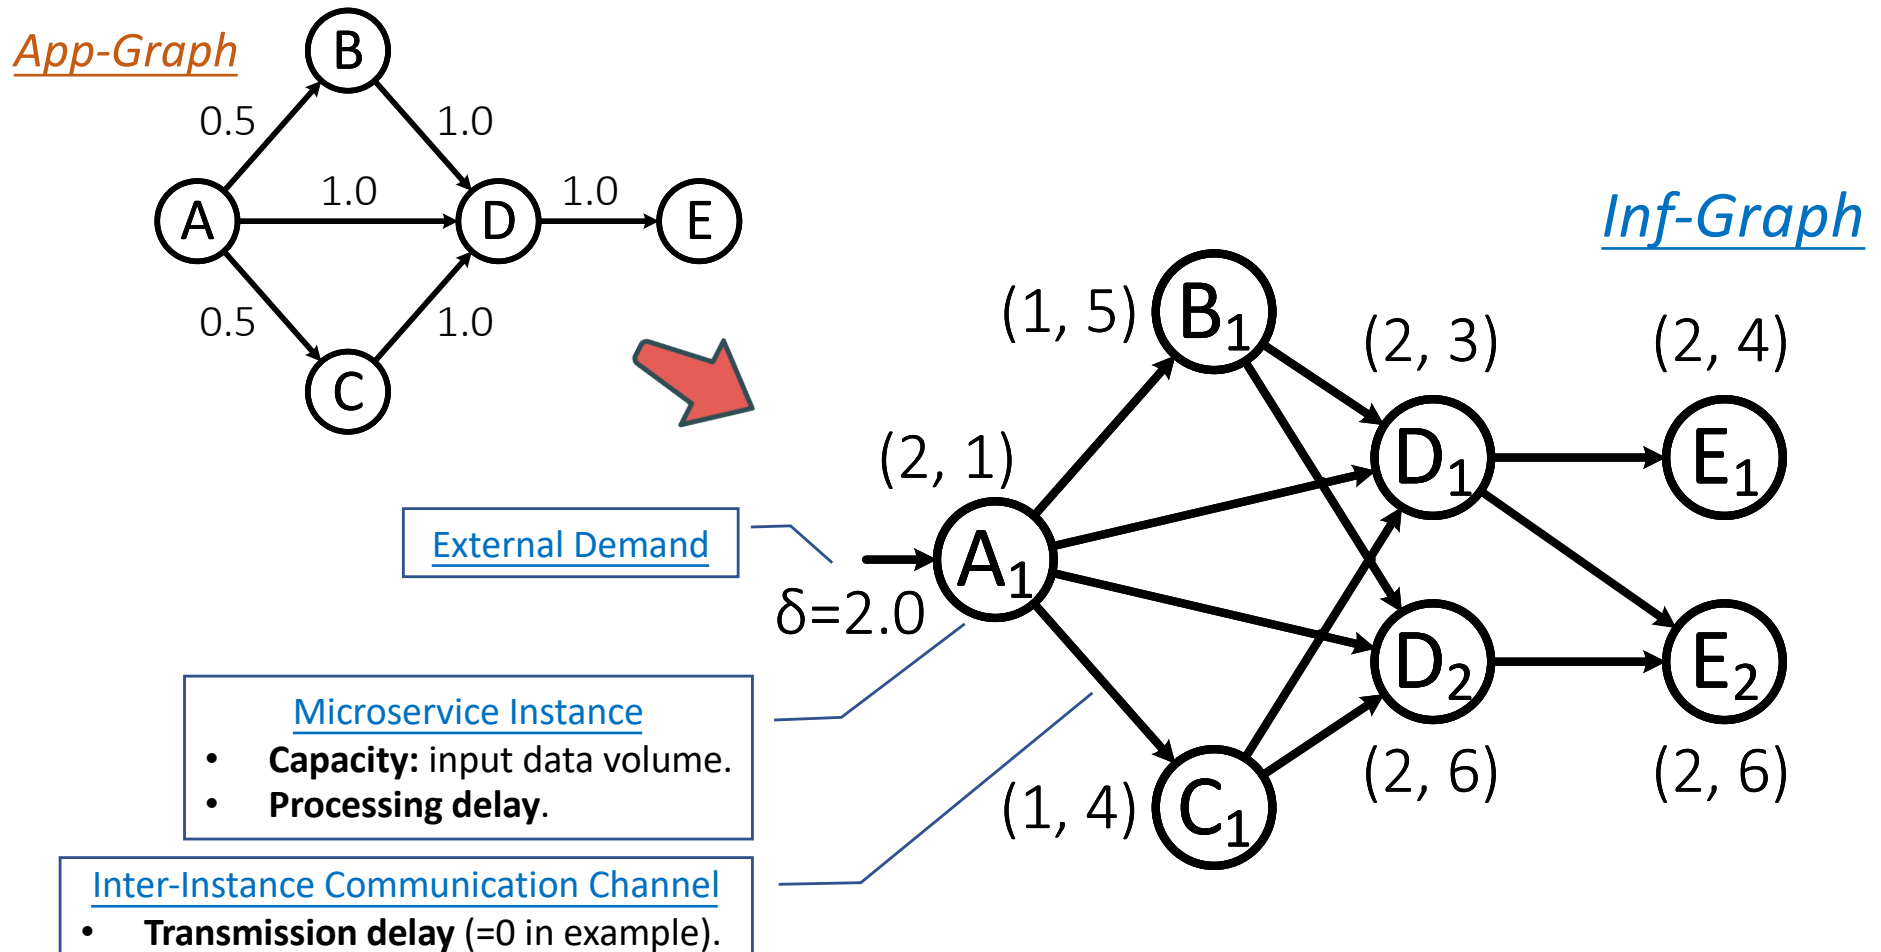 App-Graph
B
0.5
1.0
A
1.0
D
1.0
E
0.5
1.0
C
Inf-Graph
(1, 5)
B1
(2, 3)
(2, 4)
(2, 1)
D1
E1
External Demand
A1
δ=2.0
D2
E2
Microservice Instance
• Capacity: input data volume.
• Processing delay.
(1, 4)
C1
(2, 6)
(2, 6)
Inter-Instance Communication Channel
• Transmission delay (=0 in example).